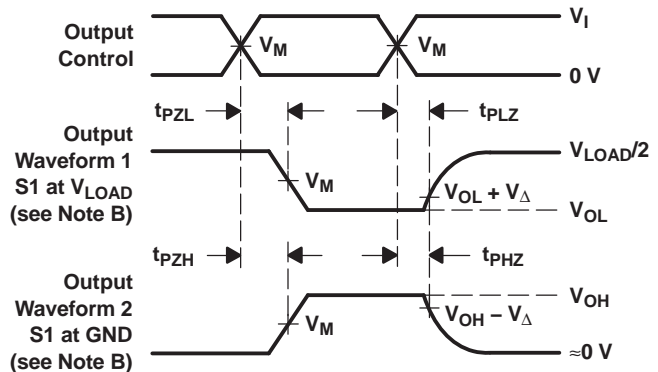 Output
Control
V_I
V_M
V_M
0 V
t_PZL
t_PLZ
Output
Waveform 1
S1 at V_LOAD
(see Note B)
V_LOAD/2
V_M
V_OL + V_Δ
V_OL
t_PZH
t_PHZ
Output
Waveform 2
S1 at GND
(see Note B)
V_OH
V_M
V_OH − V_Δ
≈0 V